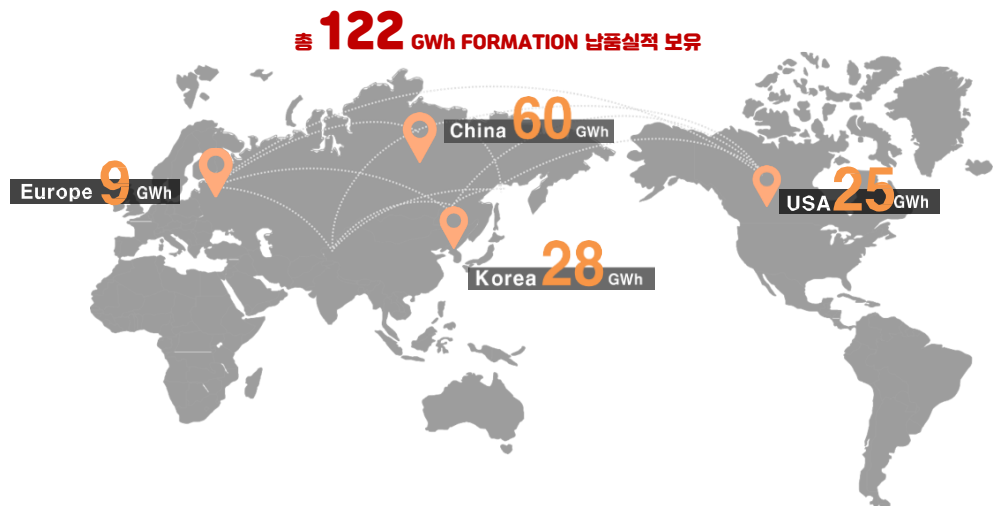 총 122 GWh FORMATION 납품실적 보유
China 60 GWh
Europe 9 GWh
USA 25 GWh
Korea 28 GWh